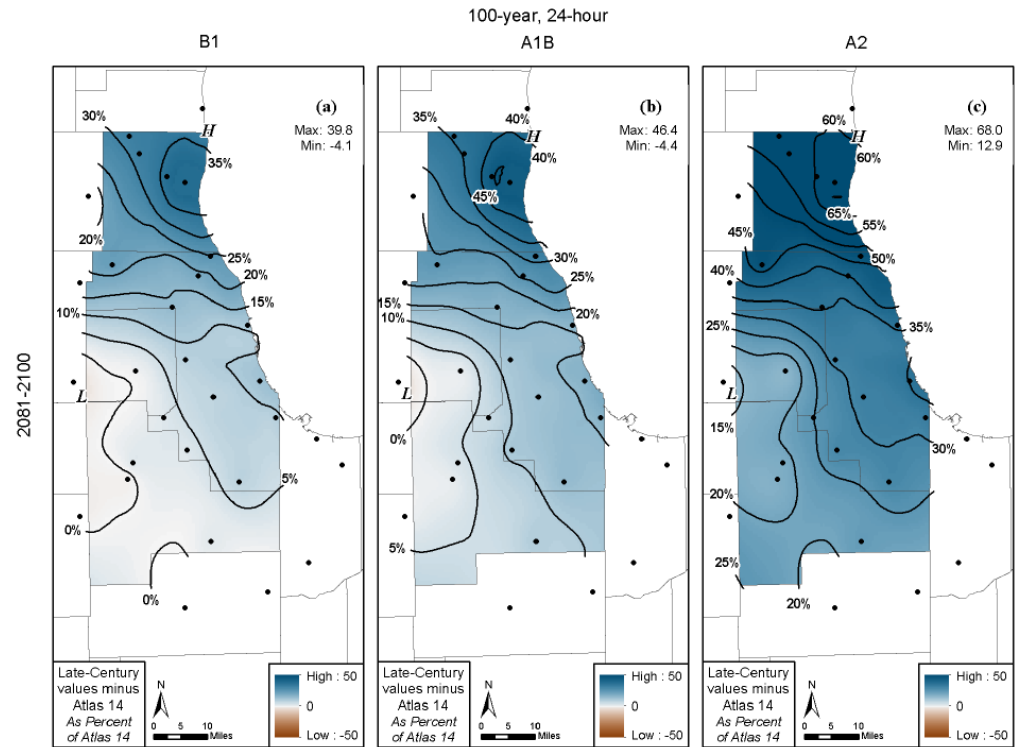 100-year, 24-hour
B1
A1B
A2
2081-2100
(a)
Max: 39.8
Min: -4.1
30%
H
35%
20%
25%
20%
15%
10%
L
5%
0%
0%
Late-Century
values minus
Atlas 14
As Percent
of Atlas 14
N
0 5 10
Miles
High : 50
0
Low : -50
(b)
Max: 46.4
Min: -4.4
35%
40%
H
40%
45%
30%
25%
20%
15%
10%
L
0%
5%
Late-Century
values minus
Atlas 14
As Percent
of Atlas 14
N
0 5 10
Miles
High : 50
0
Low : -50
(c)
Max: 68.0
Min: 12.9
60%
H
60%
65%
55%
45%
50%
40%
35%
25%
L
15%
30%
20%
25%
20%
Late-Century
values minus
Atlas 14
As Percent
of Atlas 14
N
0 5 10
Miles
High : 50
0
Low : -50